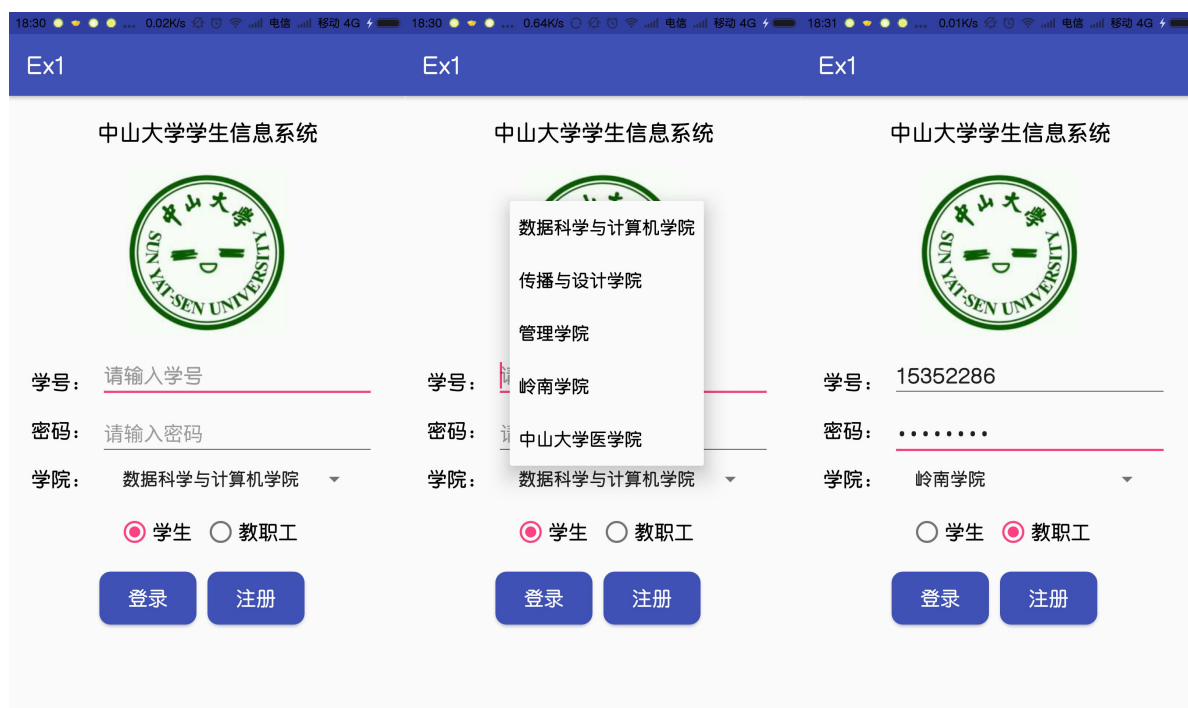 18:30 ... 0.02K/s 电信 移动 4G
Ex1
中山大学学生信息系统
中山大学
SUN YAT-SEN UNIVERSITY
学号： 请输入学号
密码： 请输入密码
学院： 数据科学与计算机学院
学生 教职工
登录 注册
18:30 ... 0.64K/s 电信 移动 4G
Ex1
中山大学学生信息系统
数据科学与计算机学院
传播与设计学院
管理学院
岭南学院
中山大学医学院
学号：
密码：
学院： 数据科学与计算机学院
学生 教职工
登录 注册
18:31 ... 0.01K/s 电信 移动 4G
Ex1
中山大学学生信息系统
中山大学
SUN YAT-SEN UNIVERSITY
学号： 15352286
密码： ········
学院： 岭南学院
学生 教职工
登录 注册